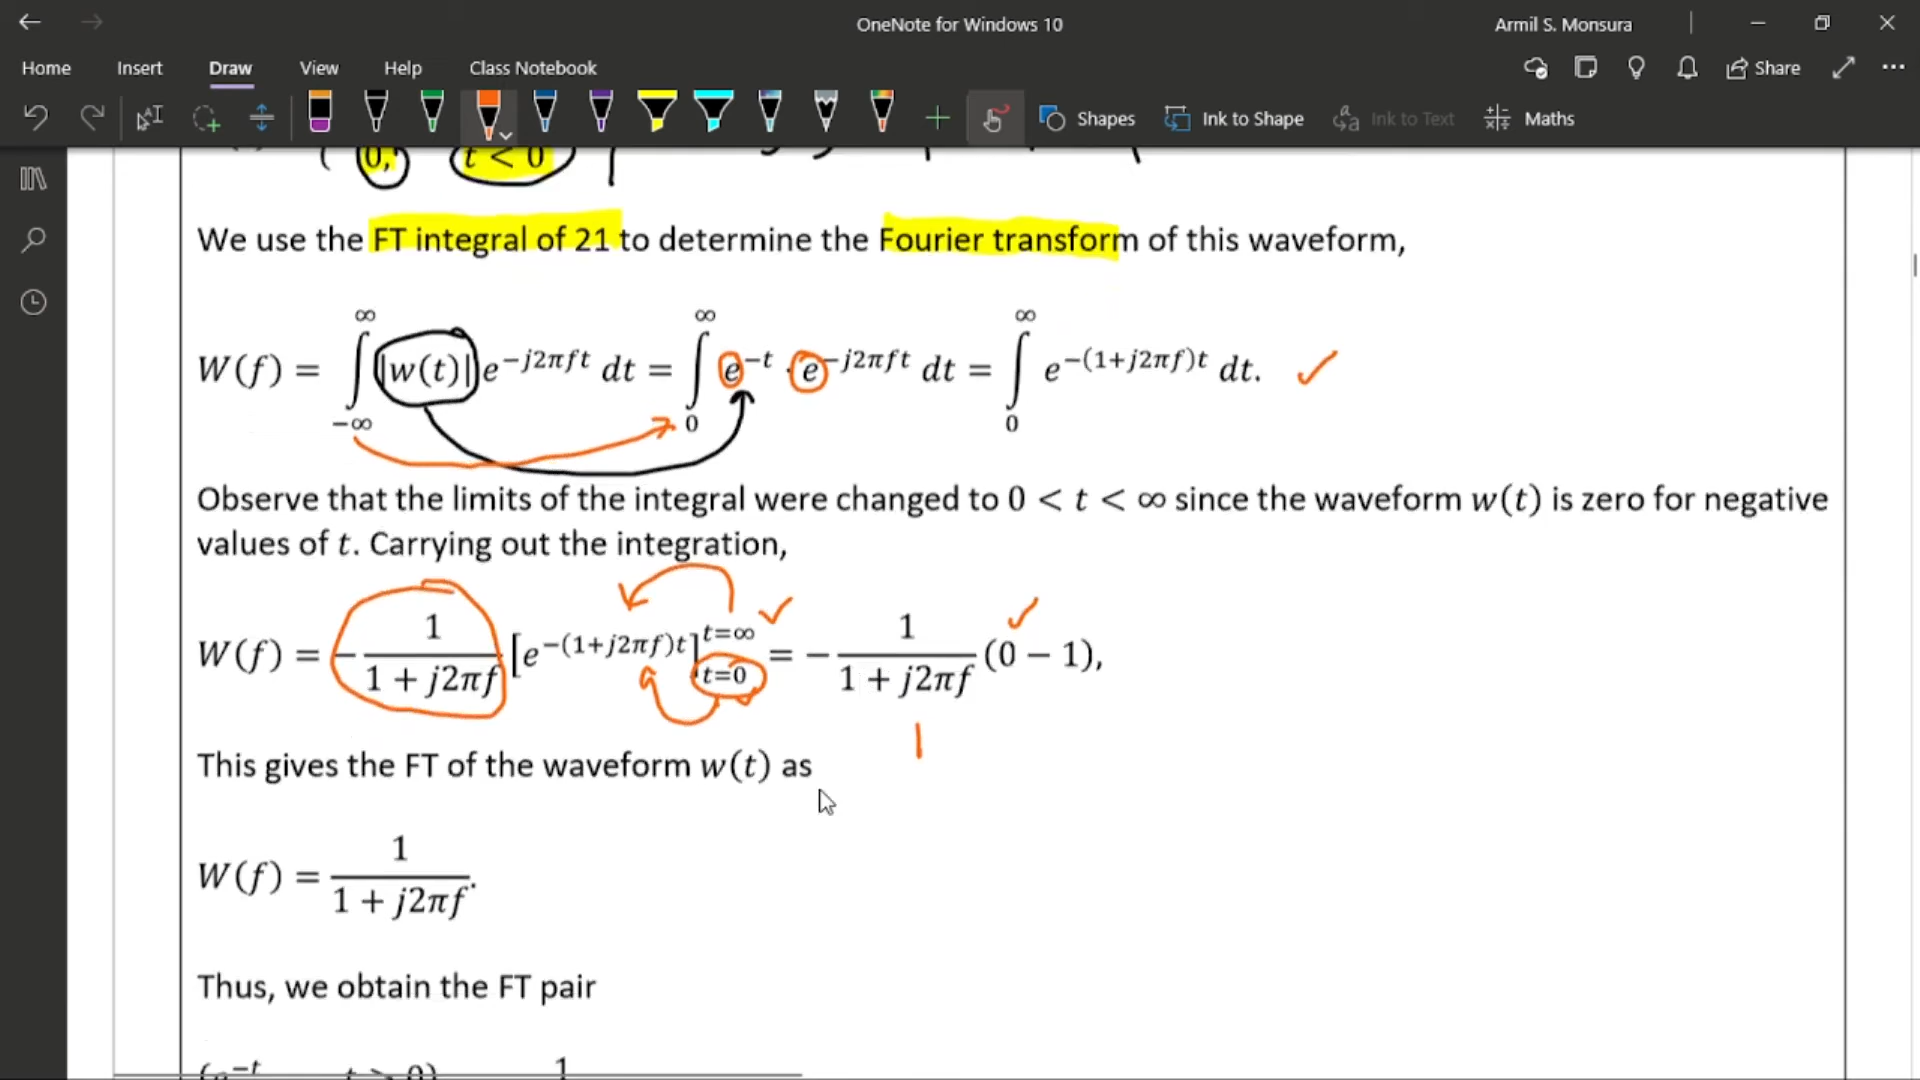 OneNote for Windows 10
Armil S. Monsura
Home Insert Draw View Help Class Notebook
Share
Shapes Ink to Shape Ink to Text Maths
0, t < 0
We use the FT integral of 21 to determine the Fourier transform of this waveform,
W(f) = ∫_{−∞}^{∞} |w(t)|e^{−j2πft} dt = ∫_{0}^{∞} e^{−t} · e^{−j2πft} dt = ∫_{0}^{∞} e^{−(1+j2πf)t} dt. ✓
Observe that the limits of the integral were changed to 0 < t < ∞ since the waveform w(t) is zero for negative
values of t. Carrying out the integration,
W(f) = − 1/(1 + j2πf) [e^{−(1+j2πf)t}]_{t=0}^{t=∞} = − 1/(1 + j2πf) (0 − 1),
This gives the FT of the waveform w(t) as
W(f) = 1/(1 + j2πf).
Thus, we obtain the FT pair